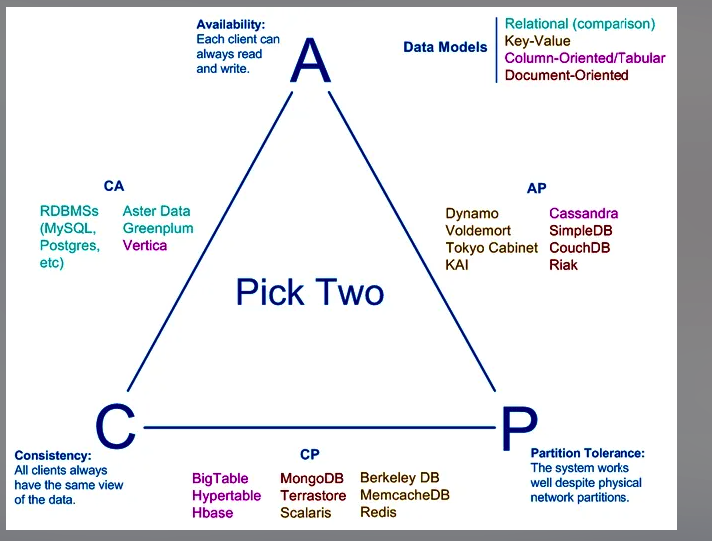 Availability:
Each client can
always read
and write.
A
Data Models
Relational (comparison)
Key-Value
Column-Oriented/Tabular
Document-Oriented
CA
RDBMSs
(MySQL,
Postgres,
etc)
Aster Data
Greenplum
Vertica
AP
Dynamo
Voldemort
Tokyo Cabinet
KAI
Cassandra
SimpleDB
CouchDB
Riak
Pick Two
C
Consistency:
All clients always
have the same view
of the data.
CP
BigTable
Hypertable
Hbase
MongoDB
Terrastore
Scalaris
Berkeley DB
MemcacheDB
Redis
P
Partition Tolerance:
The system works
well despite physical
network partitions.